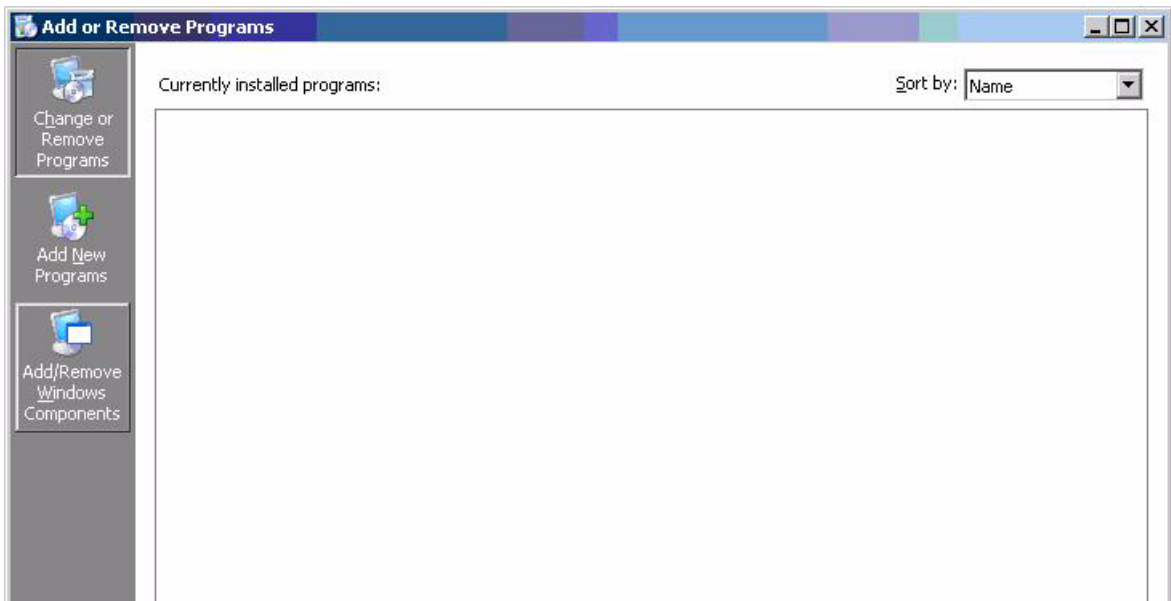 Add or Remove Programs
Currently installed programs:
Sort by: Name
Change or
Remove
Programs
Add New
Programs
Add/Remove
Windows
Components